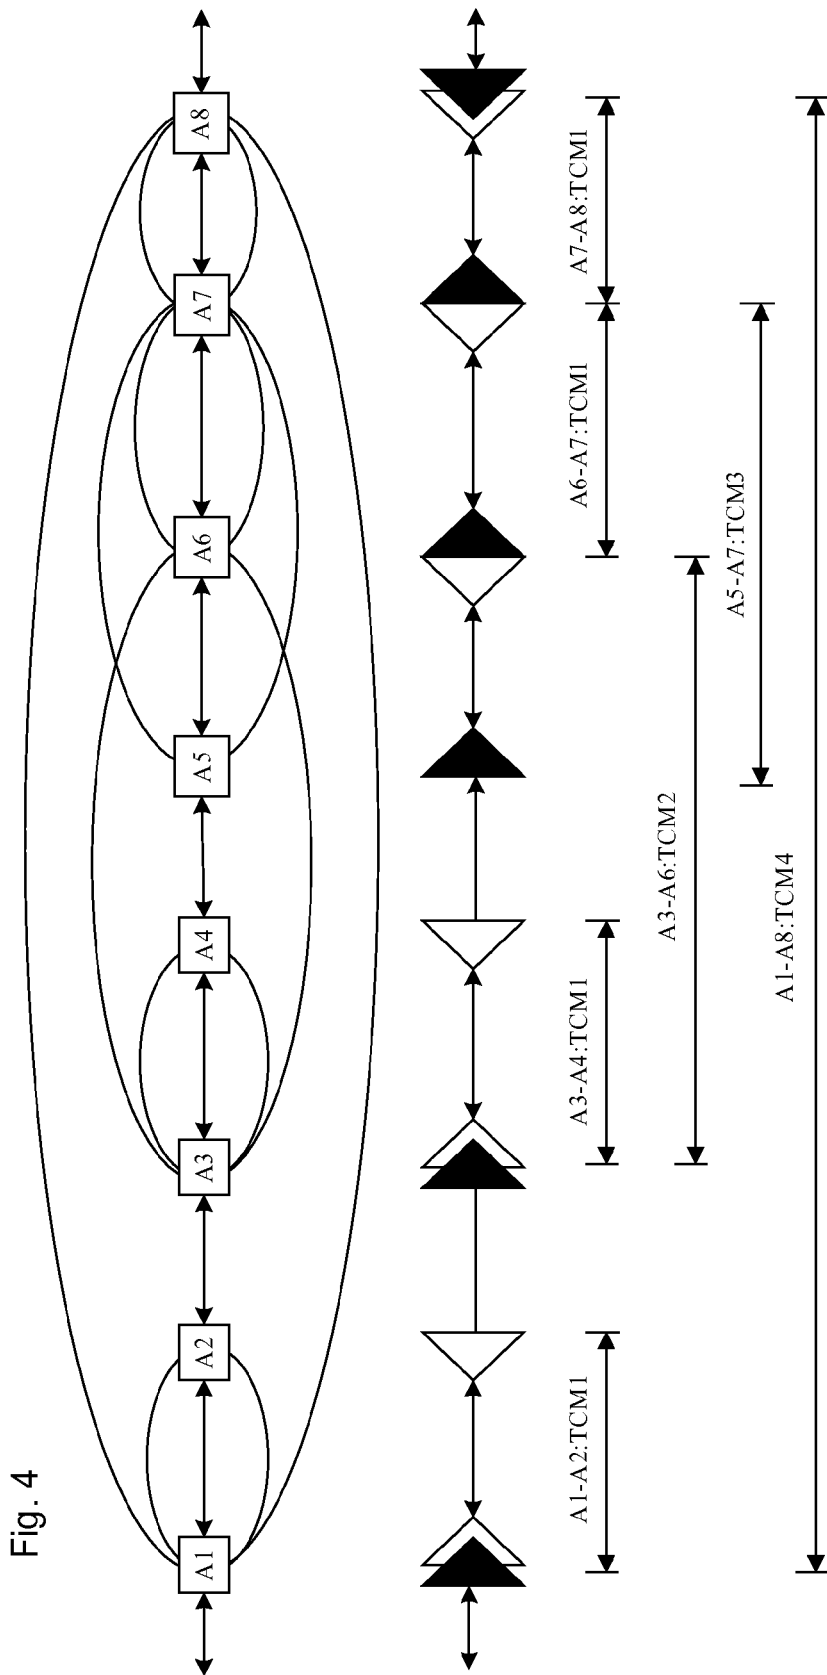 Fig. 4
A1
A2
A3
A4
A5
A6
A7
A8
A1-A2:TCM1
A3-A4:TCM1
A6-A7:TCM1
A7-A8:TCM1
A3-A6:TCM2
A5-A7:TCM3
A1-A8:TCM4